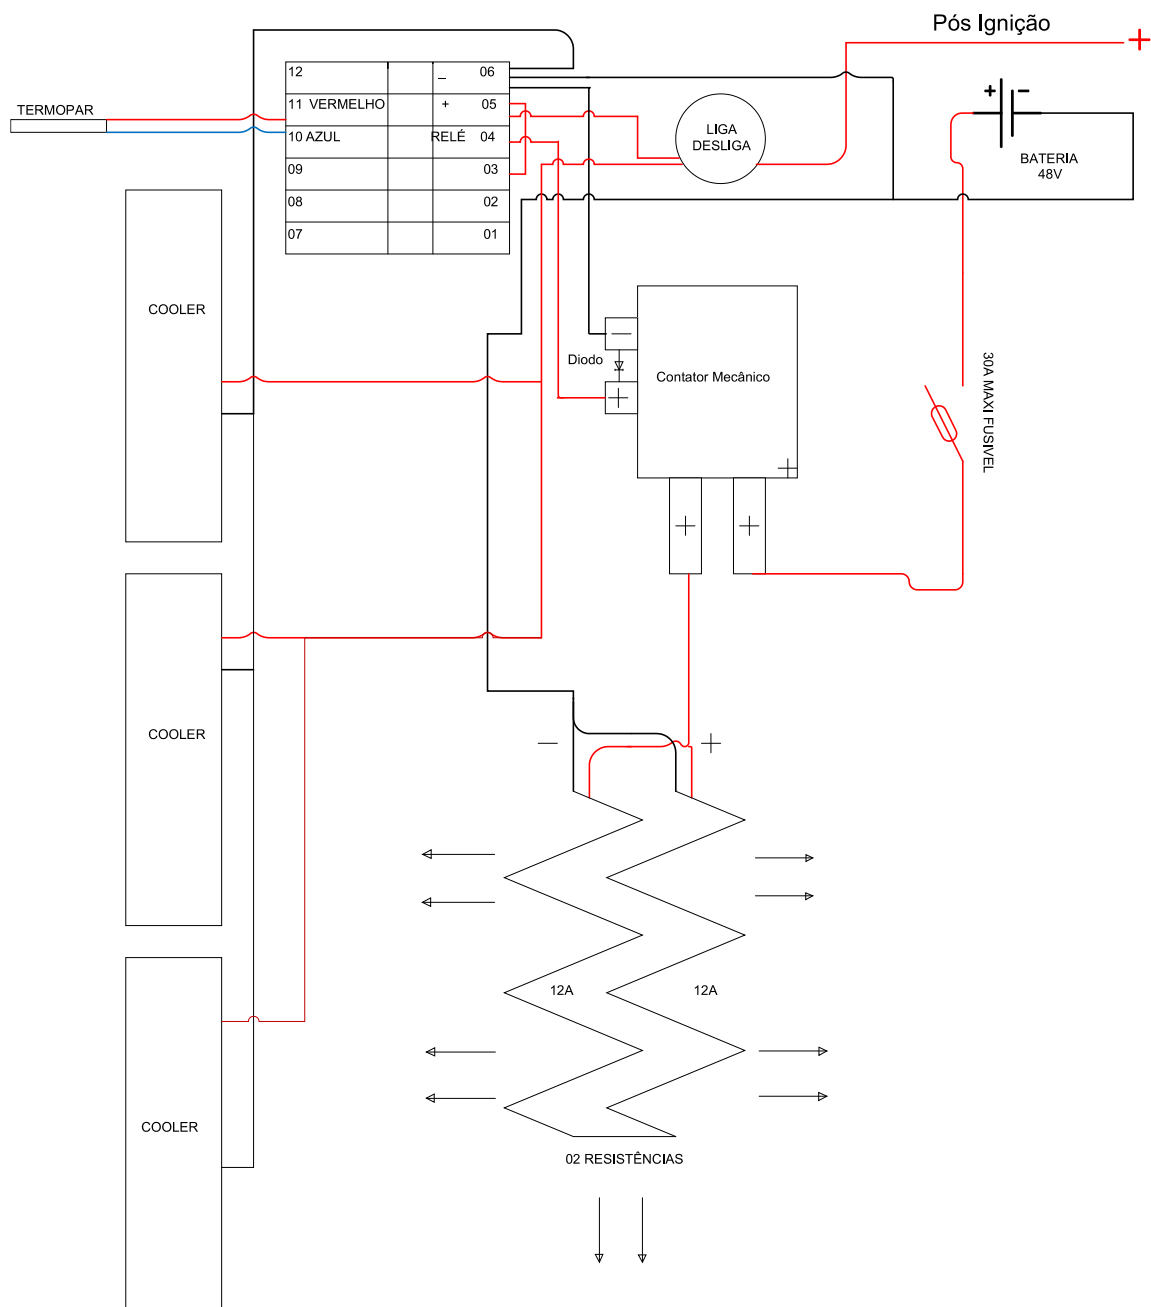 Pós Ignição
+
12
_
06
TERMOPAR
11 VERMELHO
+
05
10 AZUL
RELÉ
04
09
03
08
02
07
01
LIGA
DESLIGA
+ -
BATERIA
48V
COOLER
Diodo
Contator Mecânico
30A MAXI FUSIVEL
COOLER
12A
12A
COOLER
02 RESISTÊNCIAS